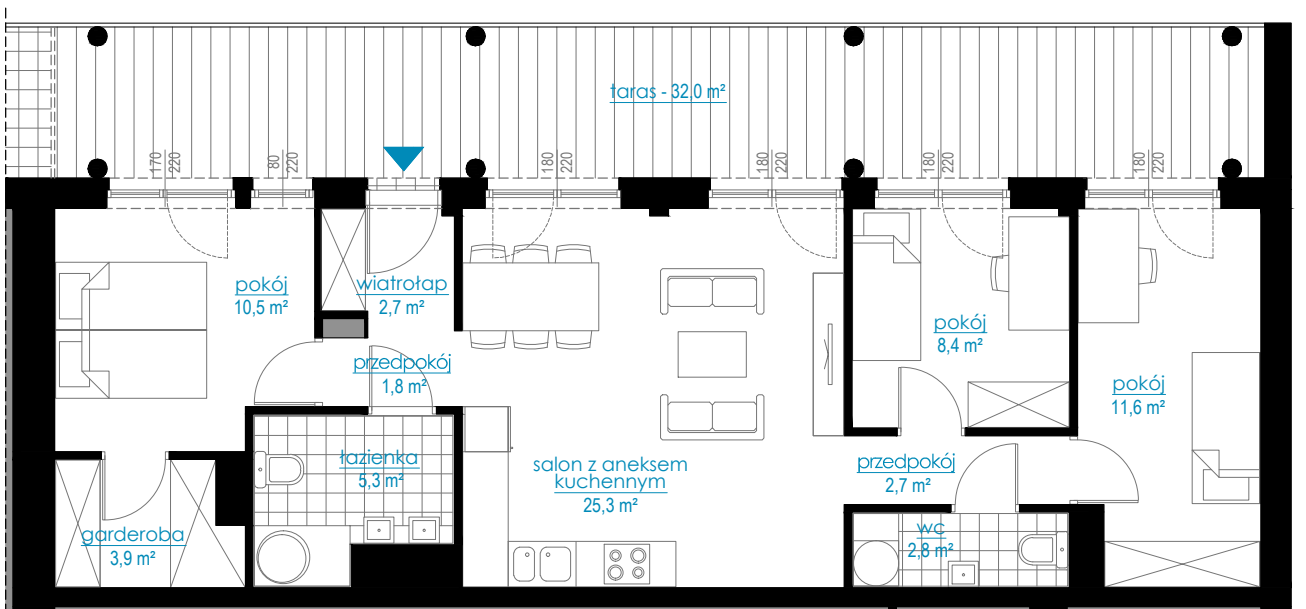 taras - 32,0 m²
170
220
80
220
180
220
180
220
180
220
180
220
pokój
10,5 m²
wiatrołap
2,7 m²
przedpokój
1,8 m²
pokój
8,4 m²
pokój
11,6 m²
łazienka
5,3 m²
salon z aneksem
kuchennym
25,3 m²
przedpokój
2,7 m²
garderoba
3,9 m²
wc
2,8 m²